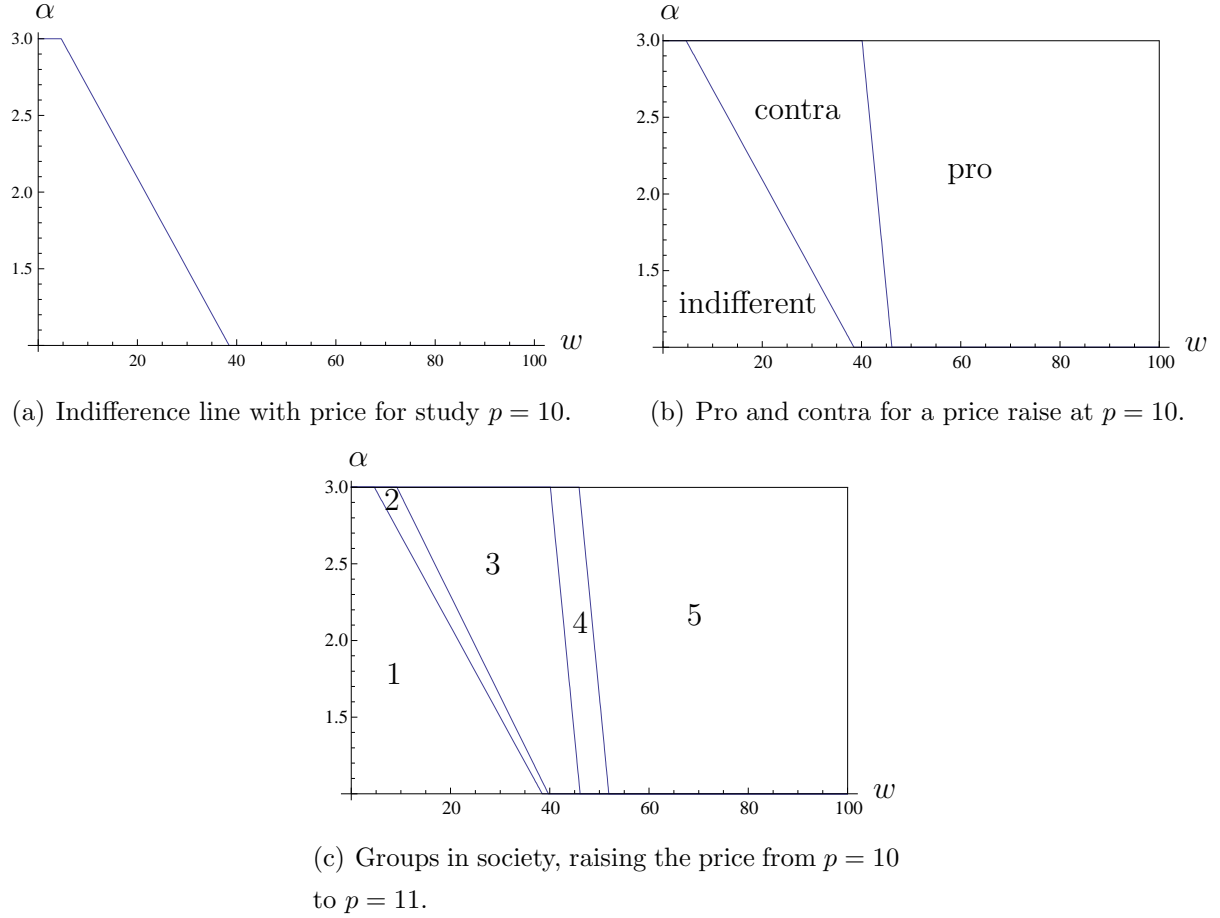 α
3.0
2.5
2.0
1.5
20 40 60 80 100 w
(a) Indifference line with price for study p = 10.
α
3.0
contra
2.5
pro
2.0
1.5
indifferent
20 40 60 80 100 w
(b) Pro and contra for a price raise at p = 10.
α
3.0
2
3
2.5
4
5
2.0
1
1.5
20 40 60 80 100 w
(c) Groups in society, raising the price from p = 10
to p = 11.